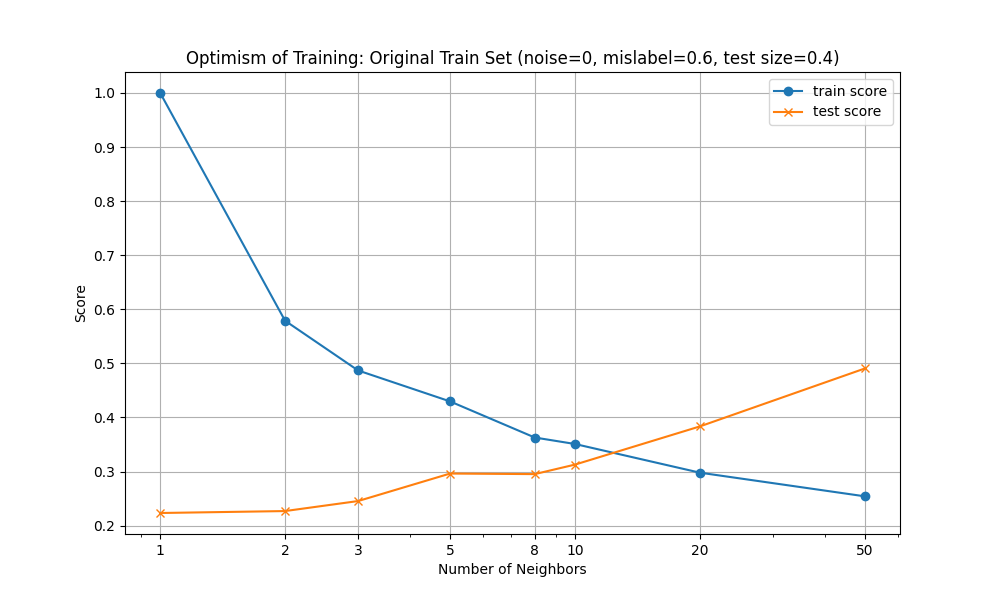 Optimism of Training: Original Train Set (noise=0, mislabel=0.6, test size=0.4)
train score
test score
1.0
0.9
0.8
0.7
0.6
0.5
0.4
0.3
0.2
Score
1 2 3 5 8 10 20 50
Number of Neighbors